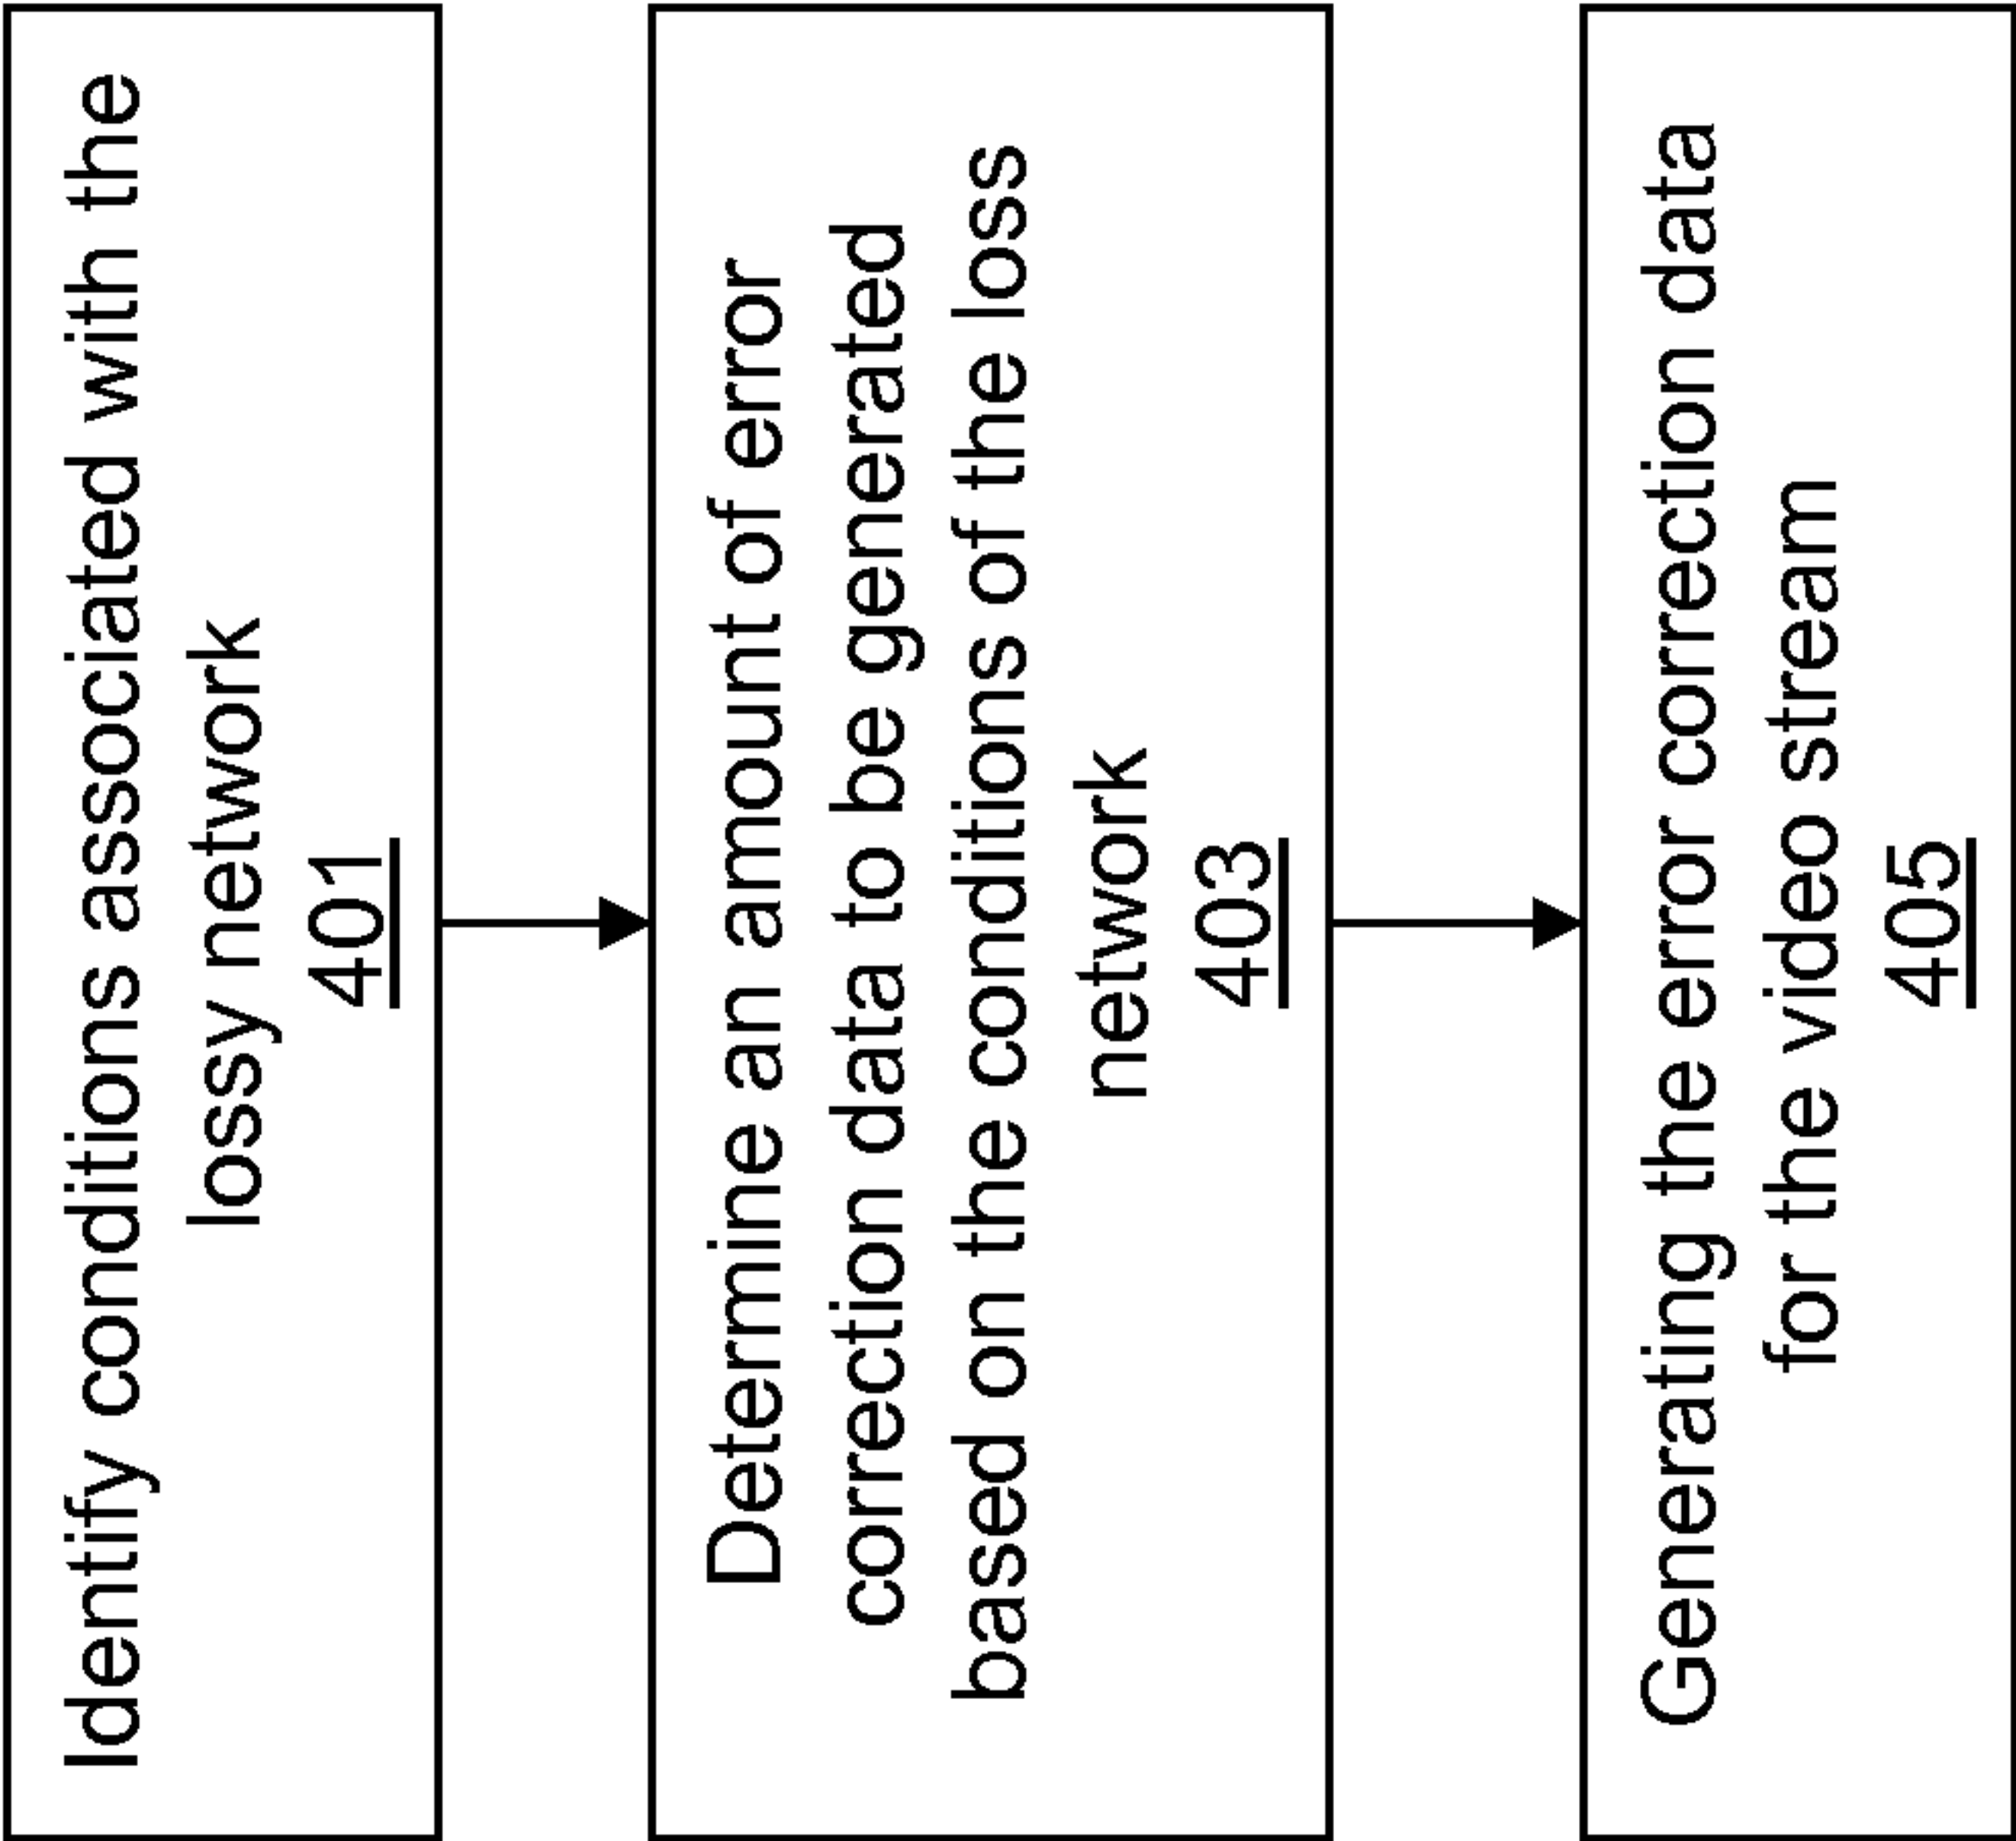 Identify conditions associated with the
lossy network
401
Determine an amount of error
correction data to be generated
based on the conditions of the loss
network
403
Generating the error correction data
for the video stream
405